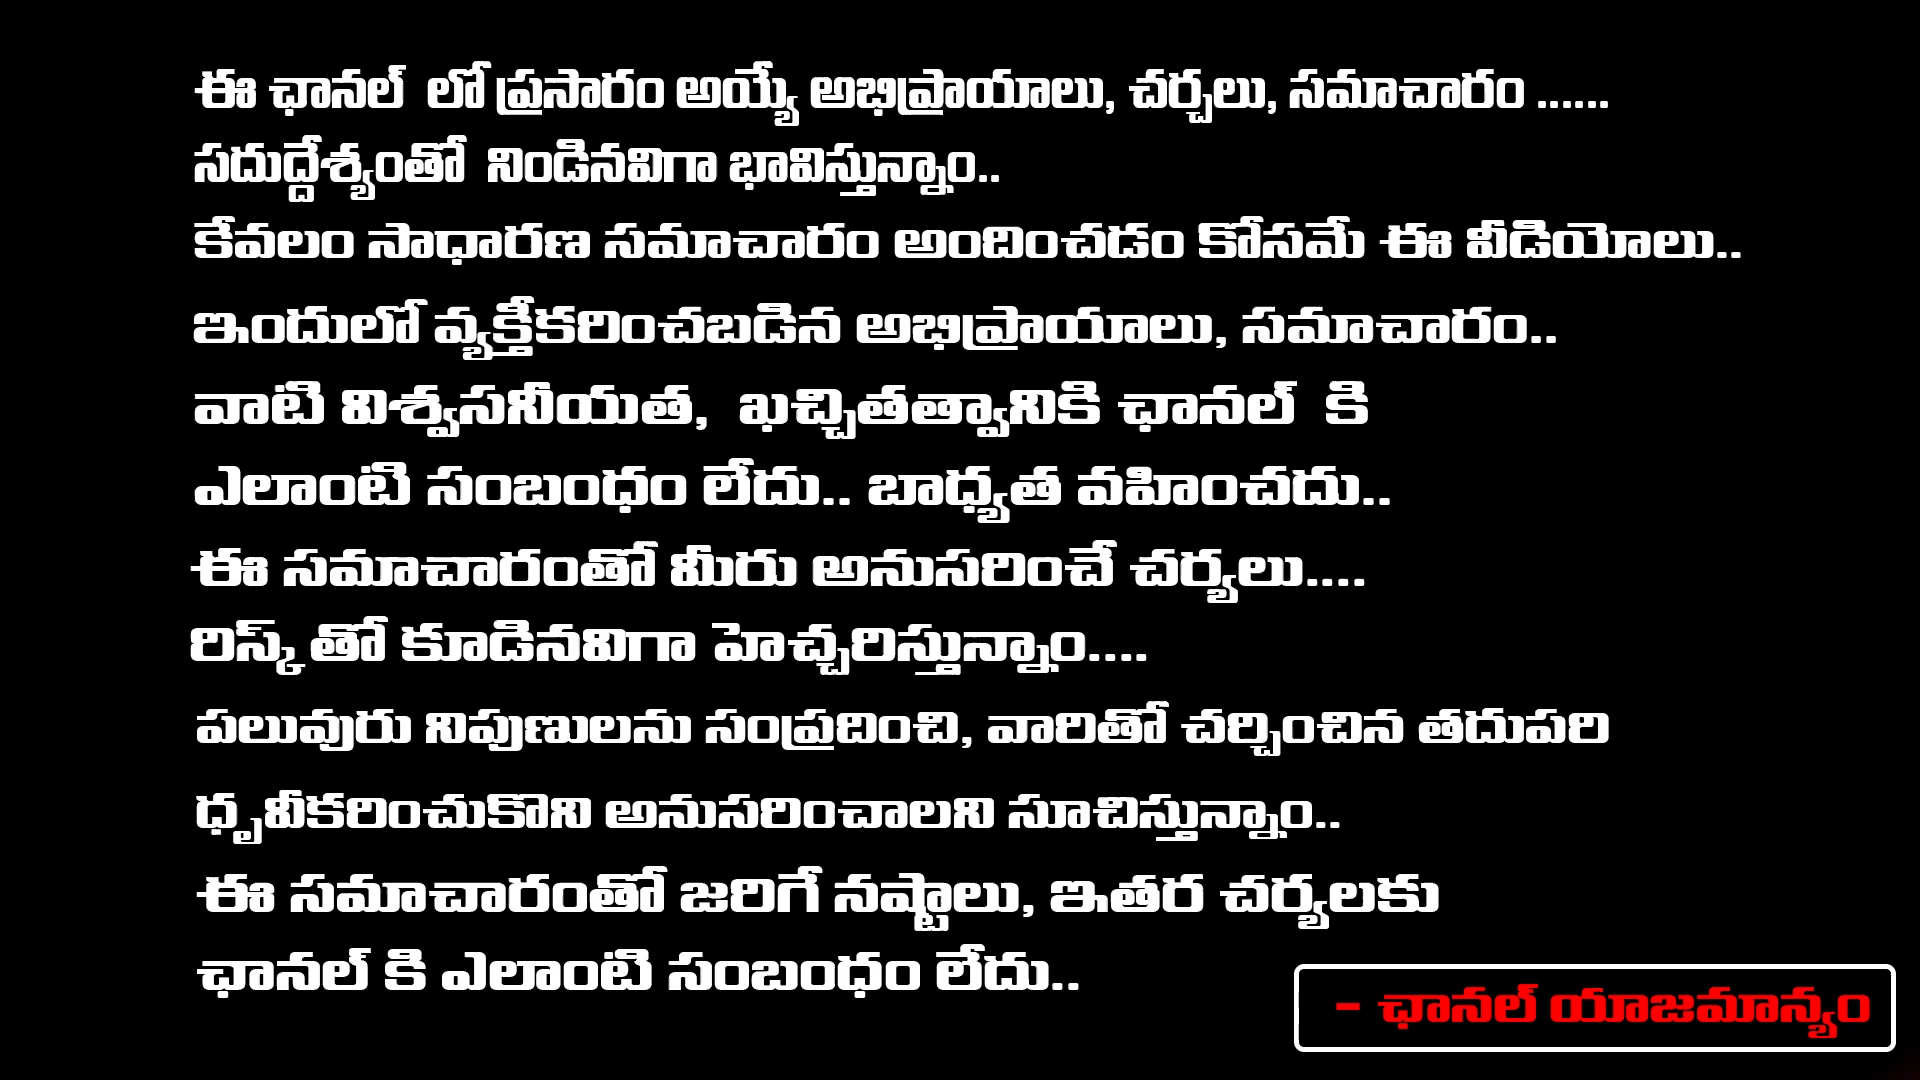 ఈ ఛానల్ లో ప్రసారం అయ్యే అభిప్రాయాలు, చర్చలు, సమాచారం ......
సదుద్దేశ్యంతో నిండినవిగా భావిస్తున్నాం..
కేవలం సాధారణ సమాచారం అందించడం కోసమే ఈ వీడియోలు..
ఇందులో వ్యక్తీకరించబడిన అభిప్రాయాలు, సమాచారం..
వాటి విశ్వసనీయత, ఖచ్చితత్వానికి ఛానల్ కి
ఎలాంటి సంబంధం లేదు.. బాధ్యత వహించదు..
ఈ సమాచారంతో మీరు అనుసరించే చర్యలు....
రిస్క్ తో కూడినవిగా హెచ్చరిస్తున్నాం....
పలువురు నిపుణులను సంప్రదించి, వారితో చర్చించిన తదుపరి
ధృవీకరించుకొని అనుసరించాలని సూచిస్తున్నాం..
ఈ సమాచారంతో జరిగే నష్టాలు, ఇతర చర్యలకు
ఛానల్ కి ఎలాంటి సంబంధం లేదు..
- ఛానల్ యాజమాన్యం